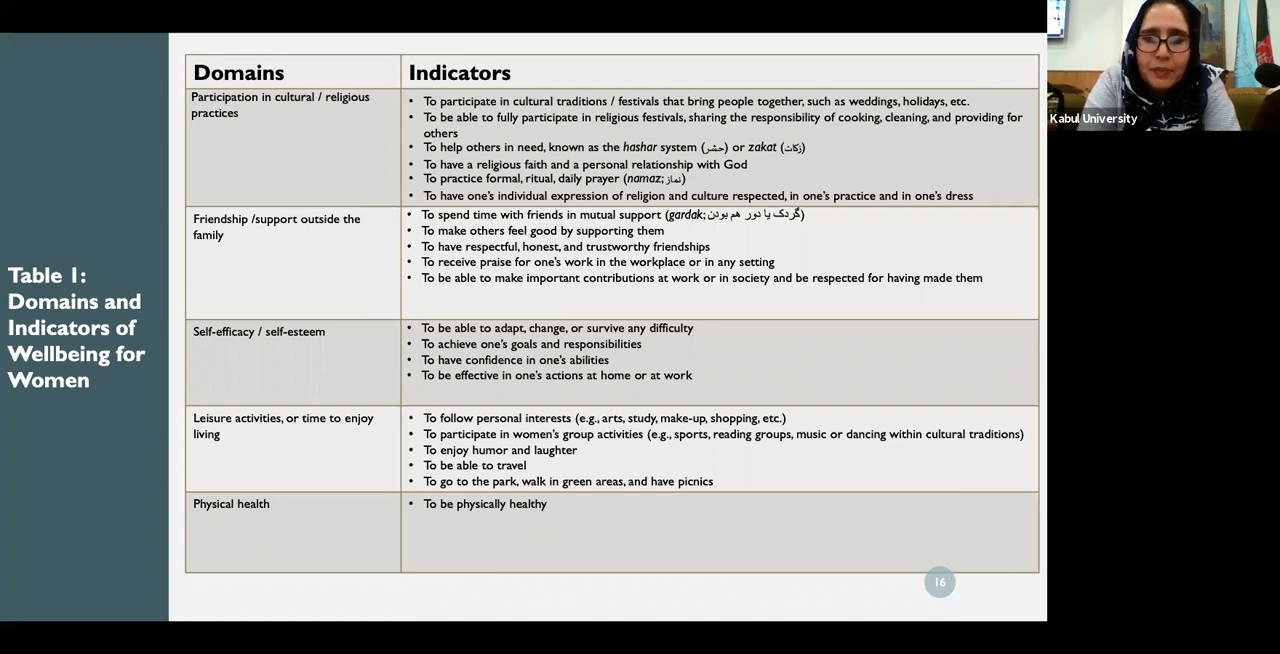 Domains
Indicators
Participation in cultural / religious
practices
• To participate in cultural traditions / festivals that bring people together, such as weddings, holidays, etc.
• To be able to fully participate in religious festivals, sharing the responsibility of cooking, cleaning, and providing for
others
• To help others in need, known as the hashar system (حشر) or zakat (زکات)
• To have a religious faith and a personal relationship with God
• To practice formal, ritual, daily prayer (namaz; نماز)
• To have one's individual expression of religion and culture respected, in one's practice and in one's dress
Friendship /support outside the
family
• To spend time with friends in mutual support (gardak; گردک یا دور هم بودن)
• To make others feel good by supporting them
• To have respectful, honest, and trustworthy friendships
• To receive praise for one's work in the workplace or in any setting
• To be able to make important contributions at work or in society and be respected for having made them
Self-efficacy / self-esteem
• To be able to adapt, change, or survive any difficulty
• To achieve one's goals and responsibilities
• To have confidence in one's abilities
• To be effective in one's actions at home or at work
Leisure activities, or time to enjoy
living
• To follow personal interests (e.g., arts, study, make-up, shopping, etc.)
• To participate in women's group activities (e.g., sports, reading groups, music or dancing within cultural traditions)
• To enjoy humor and laughter
• To be able to travel
• To go to the park, walk in green areas, and have picnics
Physical health
• To be physically healthy
Table 1:
Domains and
Indicators of
Wellbeing for
Women
16
Kabul University